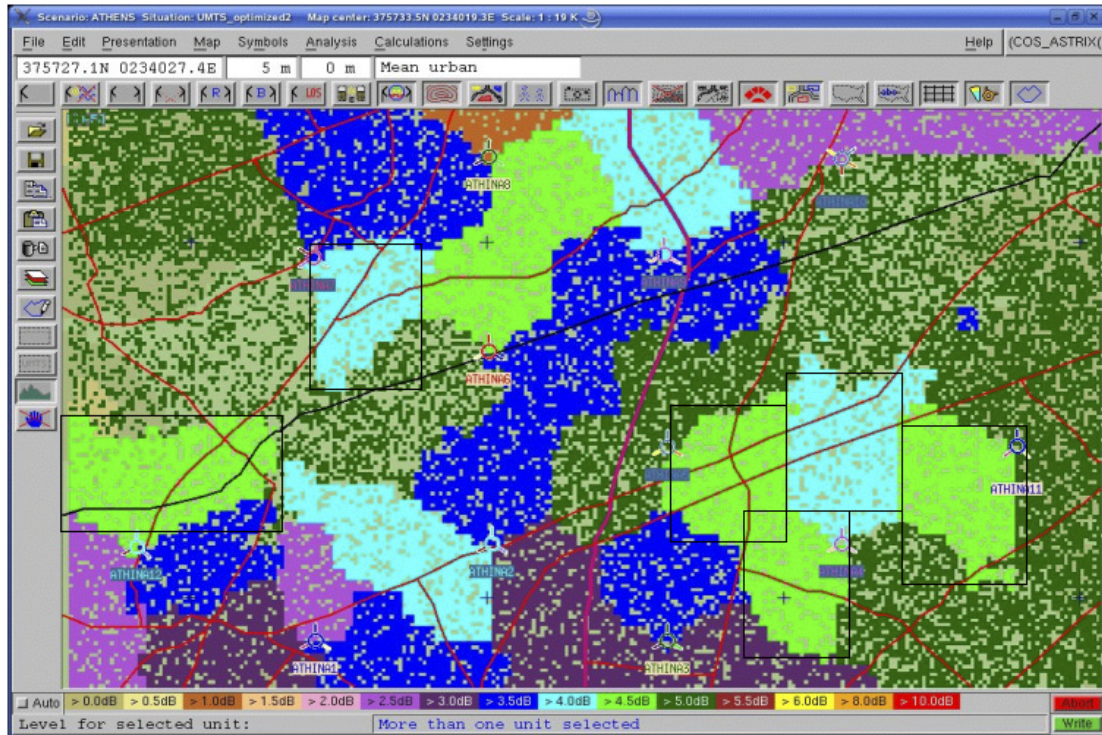 Scenario: ATHENS Situation: UMTS_optimized2 Map center: 375733.5N 0234019.3E Scale: 1 : 19 K
File Edit Presentation Map Symbols Analysis Calculations Settings Help (COS_ASTRIX(
375727.1N 0234027.4E 5 m 0 m Mean urban
R B LOS abc
ATHINA8
ATHINA6
ATHINA11
ATHINA12
ATHINA2
ATHINA1
ATHINA3
Auto > 0.0dB > 0.5dB > 1.0dB > 1.5dB > 2.0dB > 2.5dB > 3.0dB > 3.5dB > 4.0dB > 4.5dB > 5.0dB > 5.5dB > 6.0dB > 8.0dB > 10.0dB Abort
Level for selected unit: More than one unit selected Write